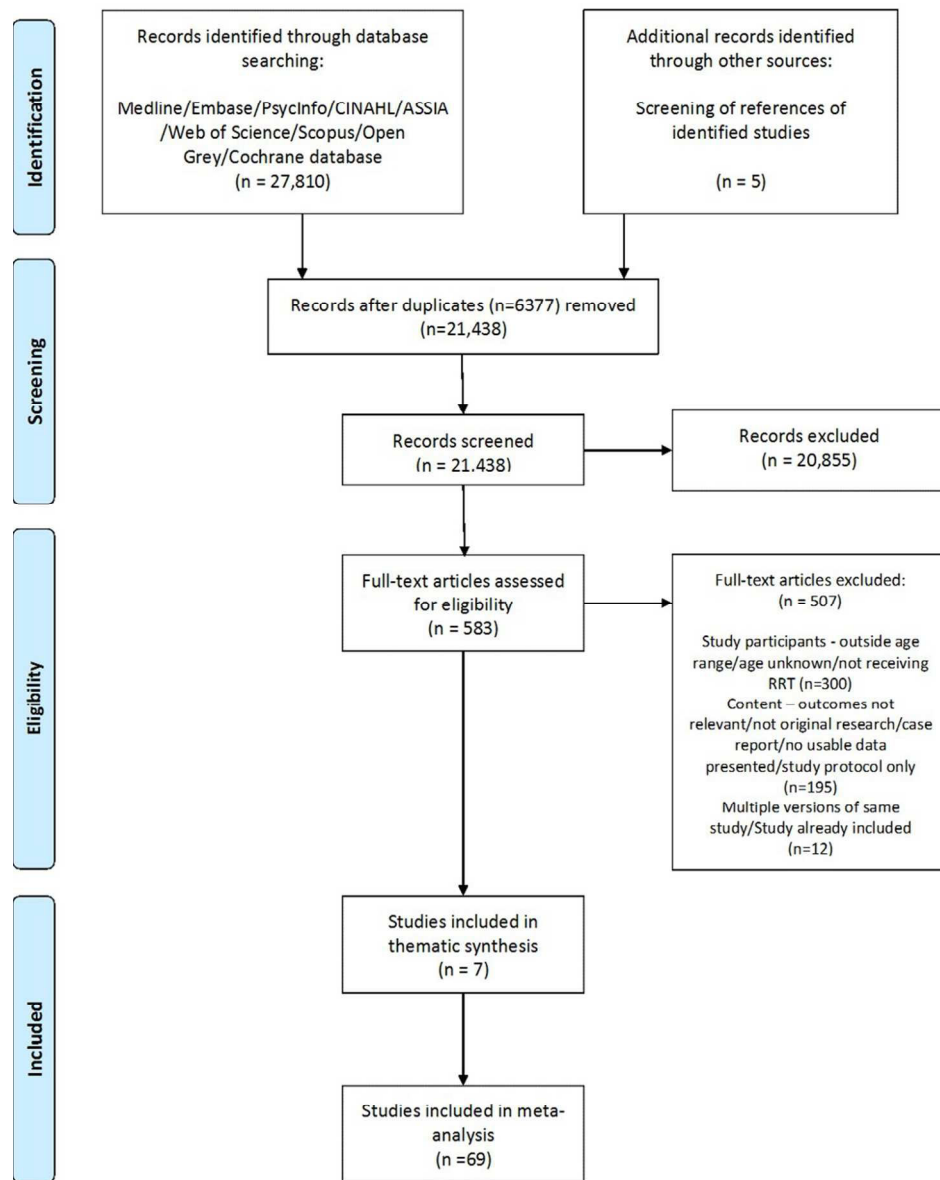 Identification
Records identified through database
searching:
Medline/Embase/PsycInfo/CINAHL/ASSIA
/Web of Science/Scopus/Open
Grey/Cochrane database
(n = 27,810)
Additional records identified
through other sources:
Screening of references of
identified studies
(n = 5)
Screening
Records after duplicates (n=6377) removed
(n=21,438)
Records screened
(n = 21.438)
Records excluded
(n = 20,855)
Eligibility
Full-text articles assessed
for eligibility
(n = 583)
Full-text articles excluded:
(n = 507)
Study participants - outside age
range/age unknown/not receiving
RRT (n=300)
Content – outcomes not
relevant/not original research/case
report/no usable data
presented/study protocol only
(n=195)
Multiple versions of same
study/Study already included
(n=12)
Included
Studies included in
thematic synthesis
(n = 7)
Studies included in meta-
analysis
(n =69)